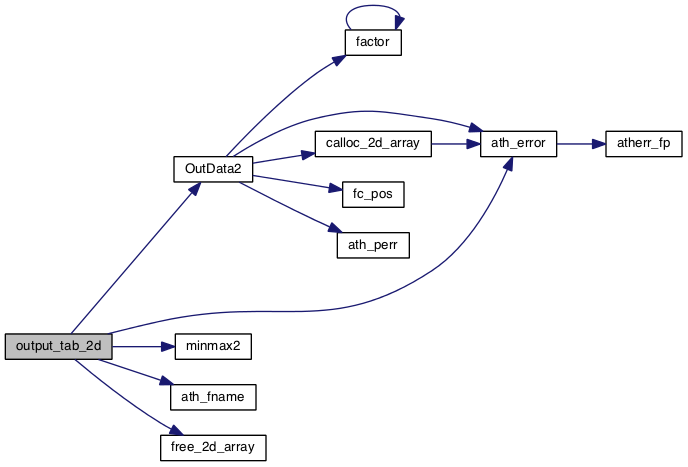 factor
calloc_2d_array
ath_error
atherr_fp
OutData2
fc_pos
ath_perr
output_tab_2d
minmax2
ath_fname
free_2d_array